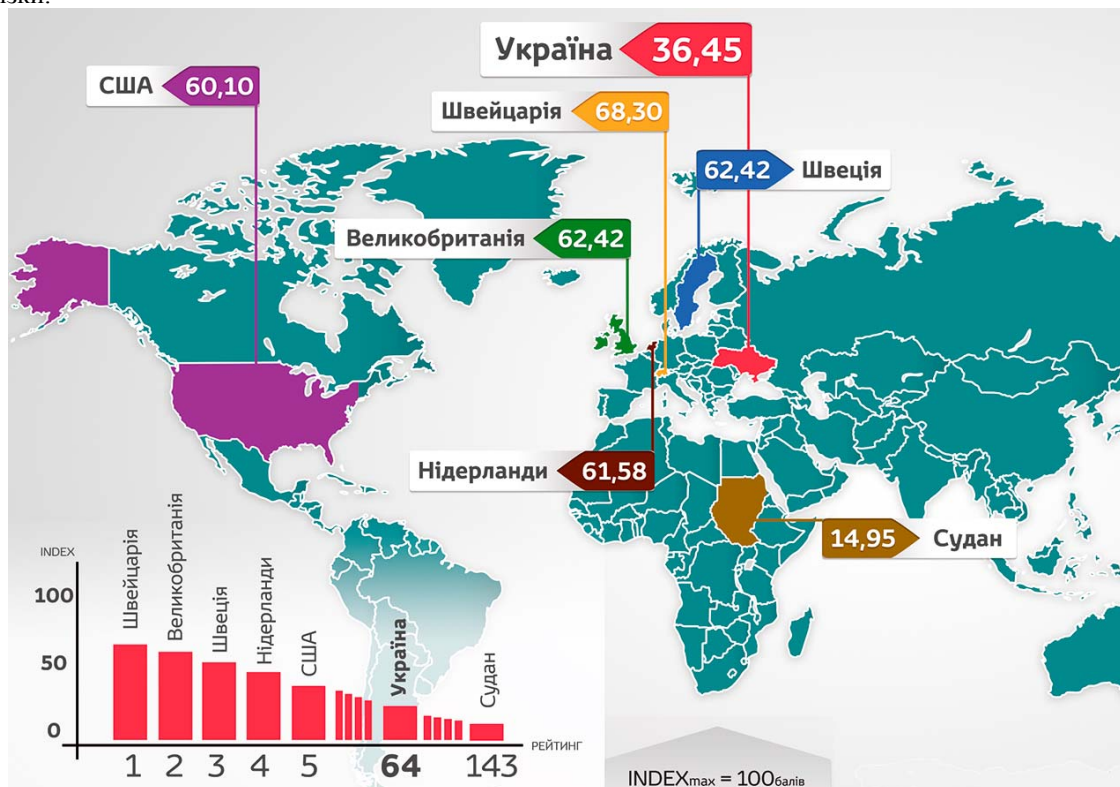 Україна 36,45
США 60,10
Швейцарія 68,30
62,42 Швеція
Великобританія 62,42
Нідерланди 61,58
14,95 Судан
INDEX
100
50
0
Швейцарія
Великобританія
Швеція
Нідерланди
США
Україна
Судан
РЕЙТИНГ
1 2 3 4 5 64 143
INDEXmax = 100балів